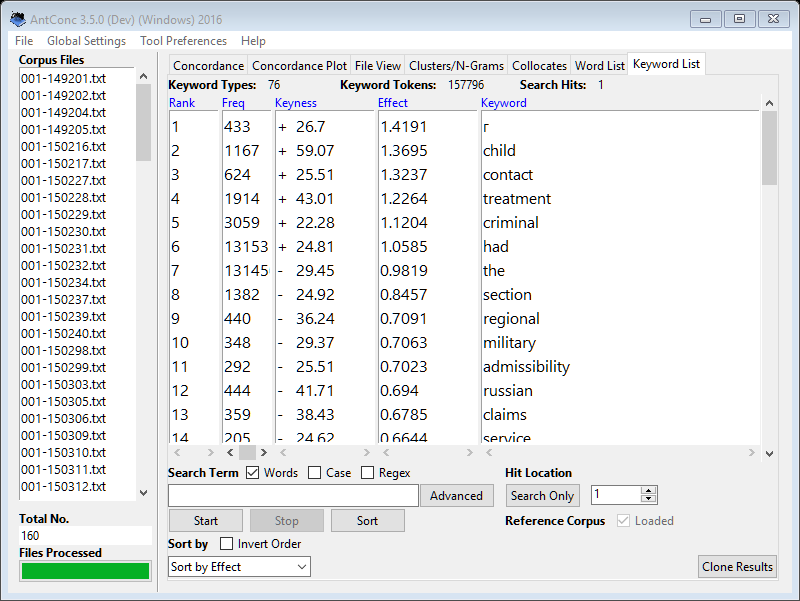 AntConc 3.5.0 (Dev) (Windows) 2016
File Global Settings Tool Preferences Help
Corpus Files
001-149201.txt
001-149202.txt
001-149204.txt
001-149205.txt
001-150216.txt
001-150217.txt
001-150227.txt
001-150228.txt
001-150229.txt
001-150230.txt
001-150231.txt
001-150232.txt
001-150234.txt
001-150237.txt
001-150239.txt
001-150240.txt
001-150298.txt
001-150299.txt
001-150303.txt
001-150305.txt
001-150306.txt
001-150309.txt
001-150310.txt
001-150311.txt
001-150312.txt
Total No.
160
Files Processed
Concordance Concordance Plot File View Clusters/N-Grams Collocates Word List Keyword List
Keyword Types: 76 Keyword Tokens: 157796 Search Hits: 1
Rank Freq Keyness Effect Keyword
1 433 + 26.7 1.4191 r
2 1167 + 59.07 1.3695 child
3 624 + 25.51 1.3237 contact
4 1914 + 43.01 1.2264 treatment
5 3059 + 22.28 1.1204 criminal
6 13153 + 24.81 1.0585 had
7 13145 - 29.45 0.9819 the
8 1382 - 24.92 0.8457 section
9 440 - 36.24 0.7091 regional
10 348 - 29.37 0.7063 military
11 292 - 25.51 0.7023 admissibility
12 444 - 41.71 0.694 russian
13 359 - 38.43 0.6785 claims
14 205 - 24.62 0.6644 service
Search Term Words Case Regex Hit Location
Advanced Search Only 1
Start Stop Sort Reference Corpus Loaded
Sort by Invert Order
Sort by Effect Clone Results